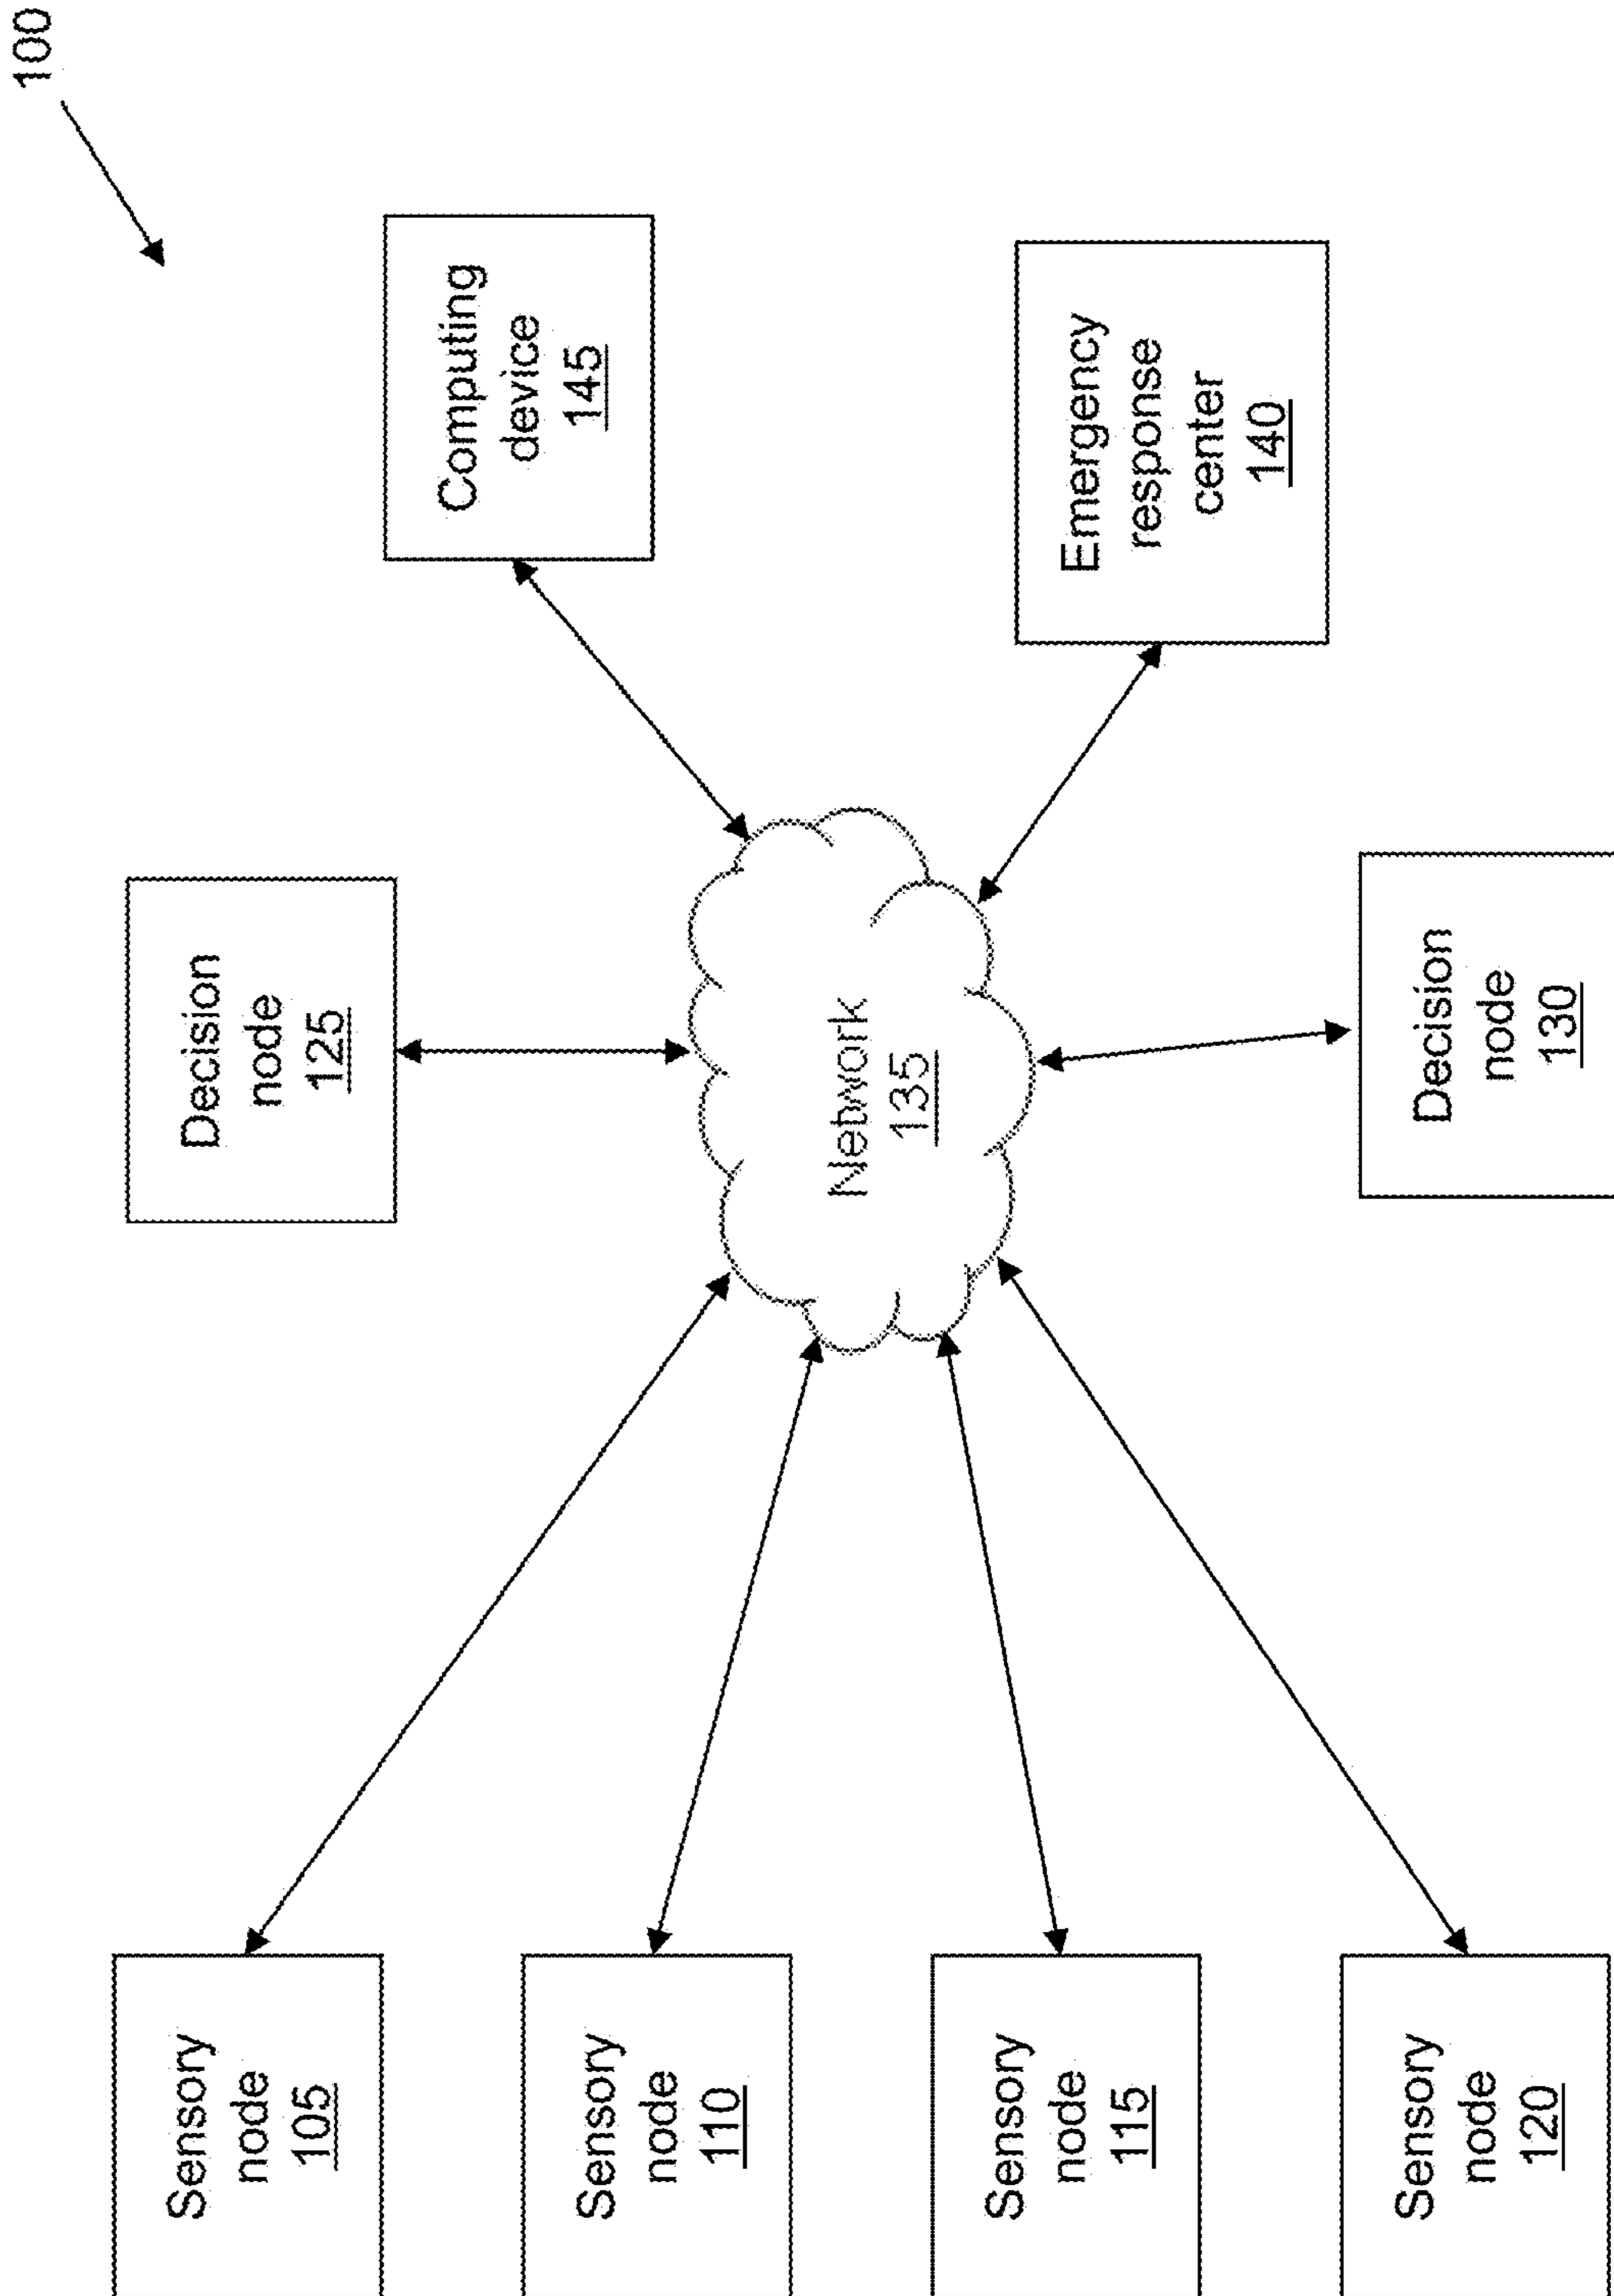 100
Sensory
node
105
Sensory
node
110
Sensory
node
115
Sensory
node
120
Decision
node
125
Network
135
Decision
node
130
Computing
device
145
Emergency
response
center
140